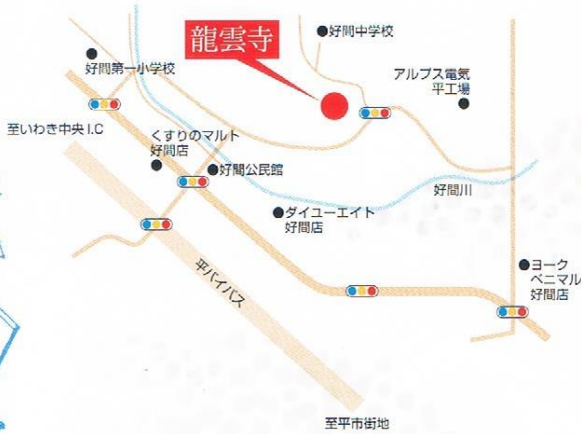 好間中学校
龍雲寺
好間第一小学校
アルプス電気
平工場
至いわき中央I.C
くすりのマルト
好間店
好間公民館
好間川
ダイユーエイト
好間店
平バイパス
ヨーク
ベニマル
好間店
至平市街地